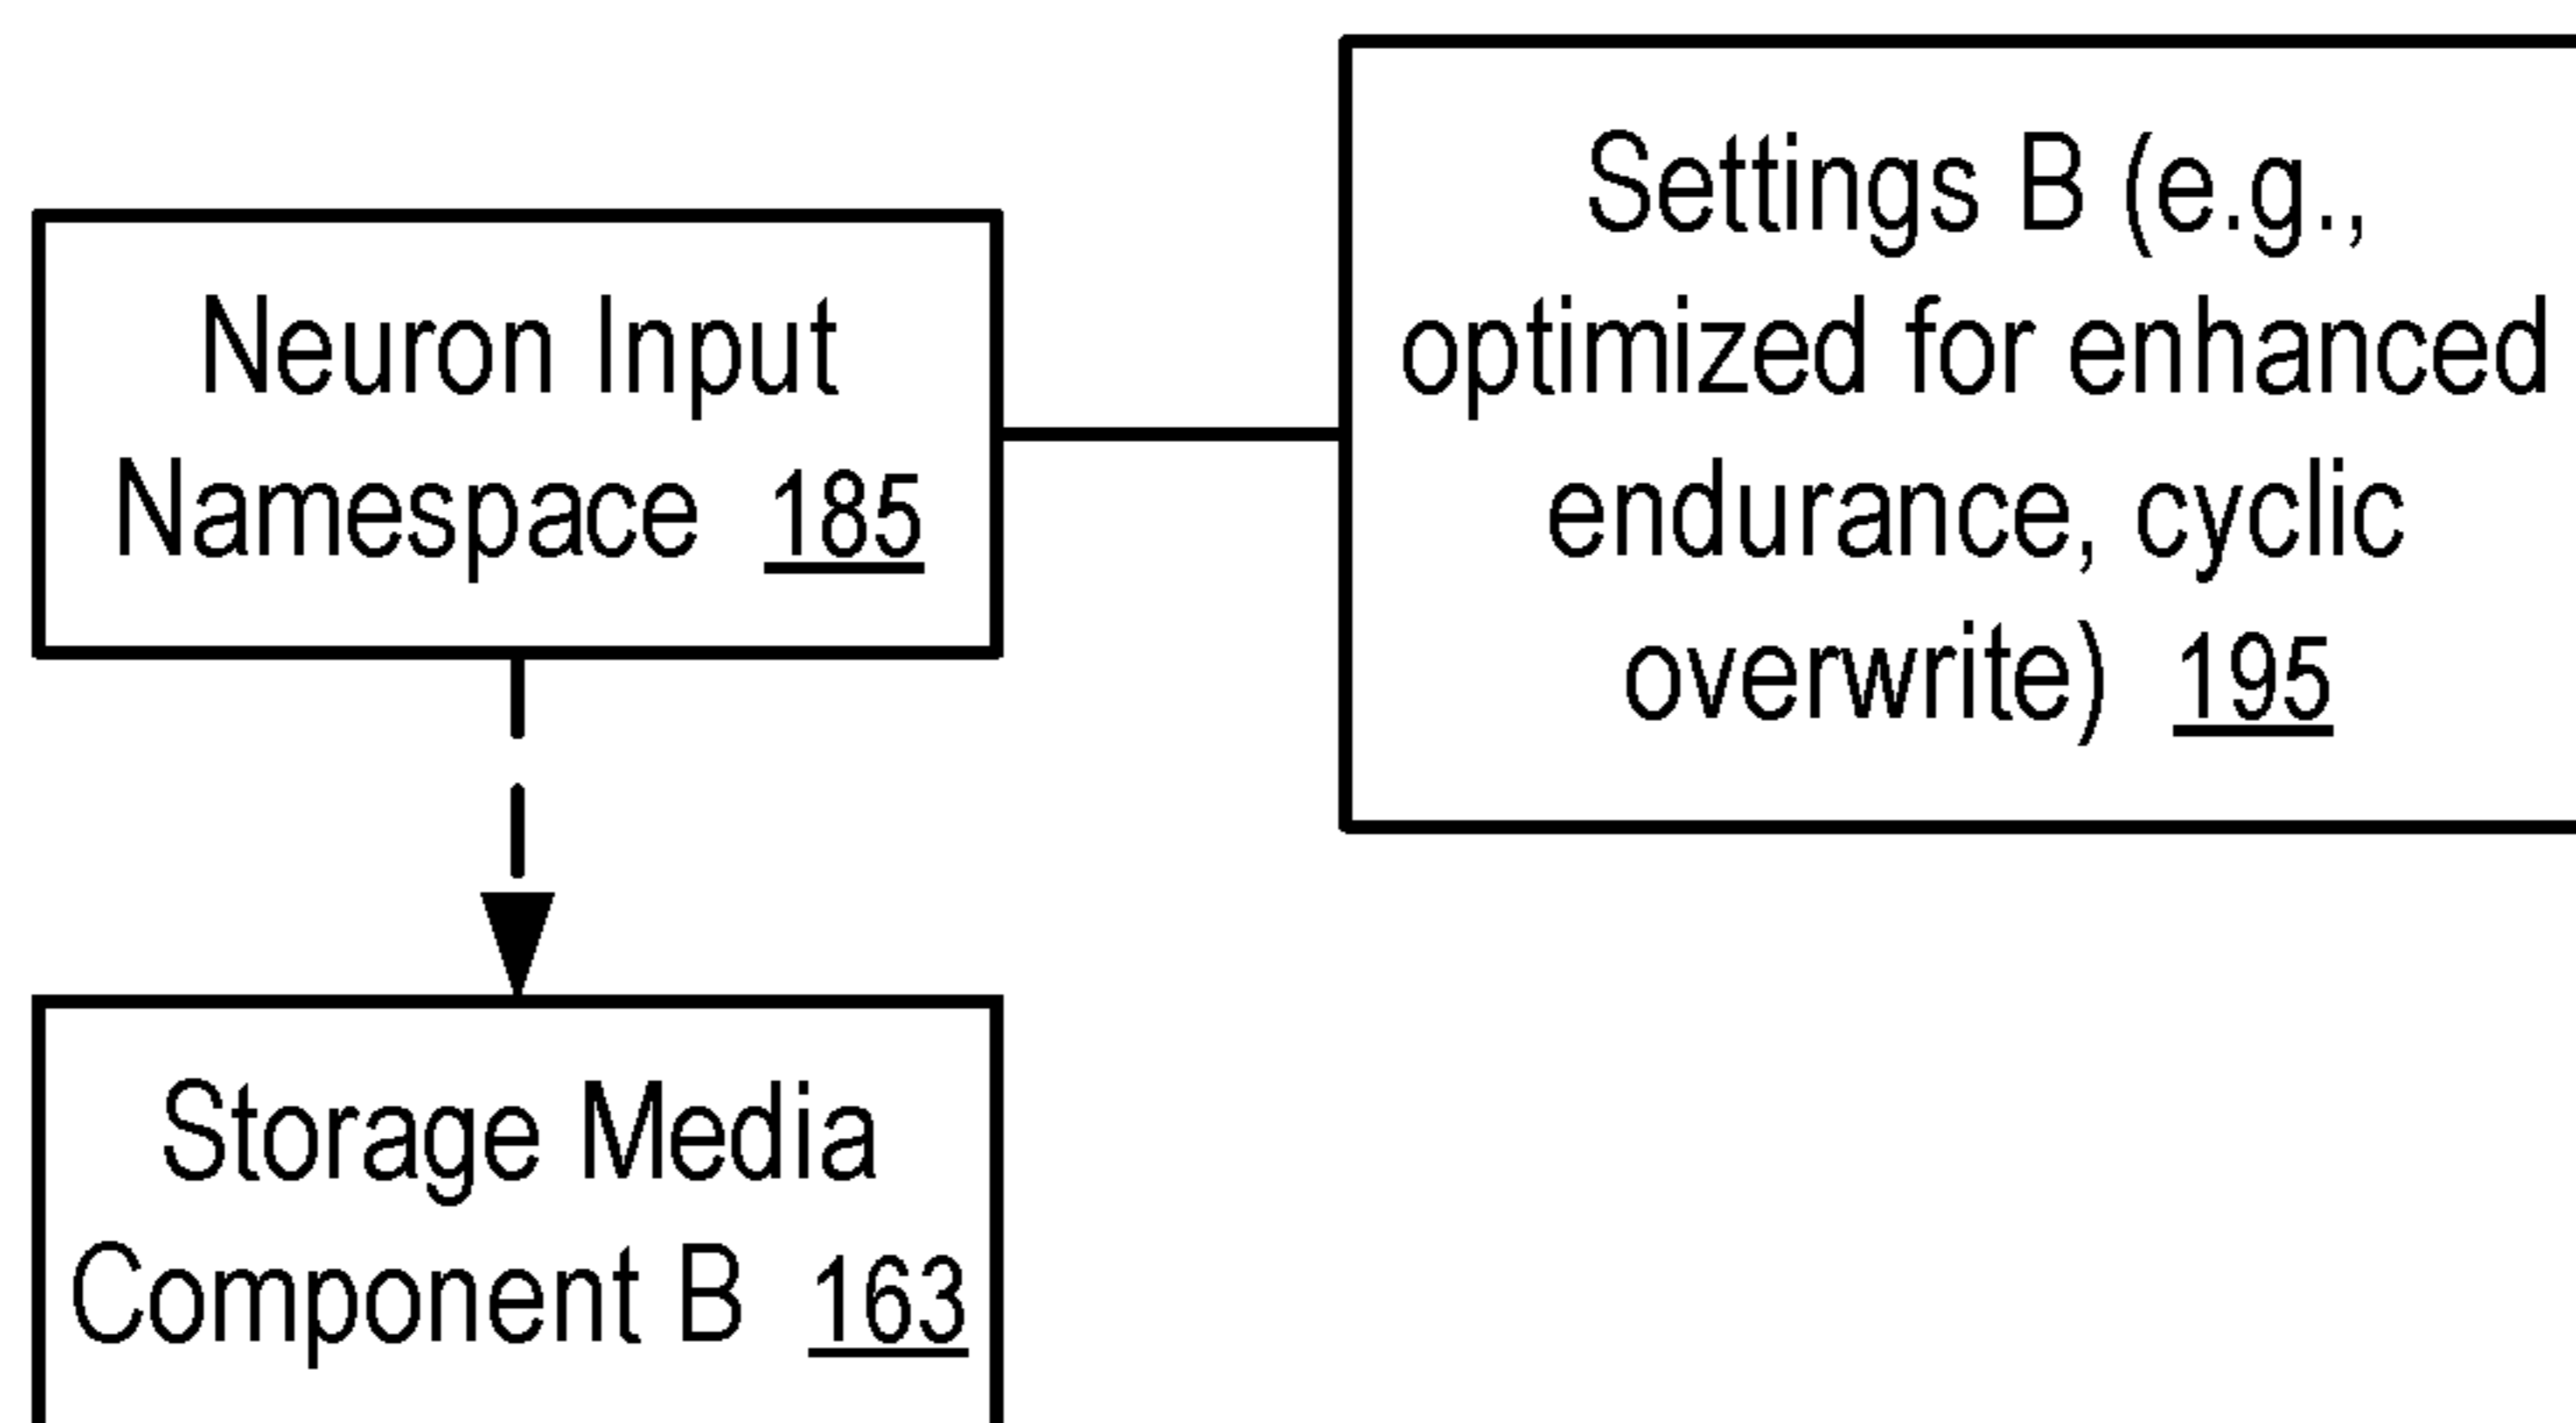 Neuron Input
Namespace 185
Settings B (e.g.,
optimized for enhanced
endurance, cyclic
overwrite) 195
Storage Media
Component B 163